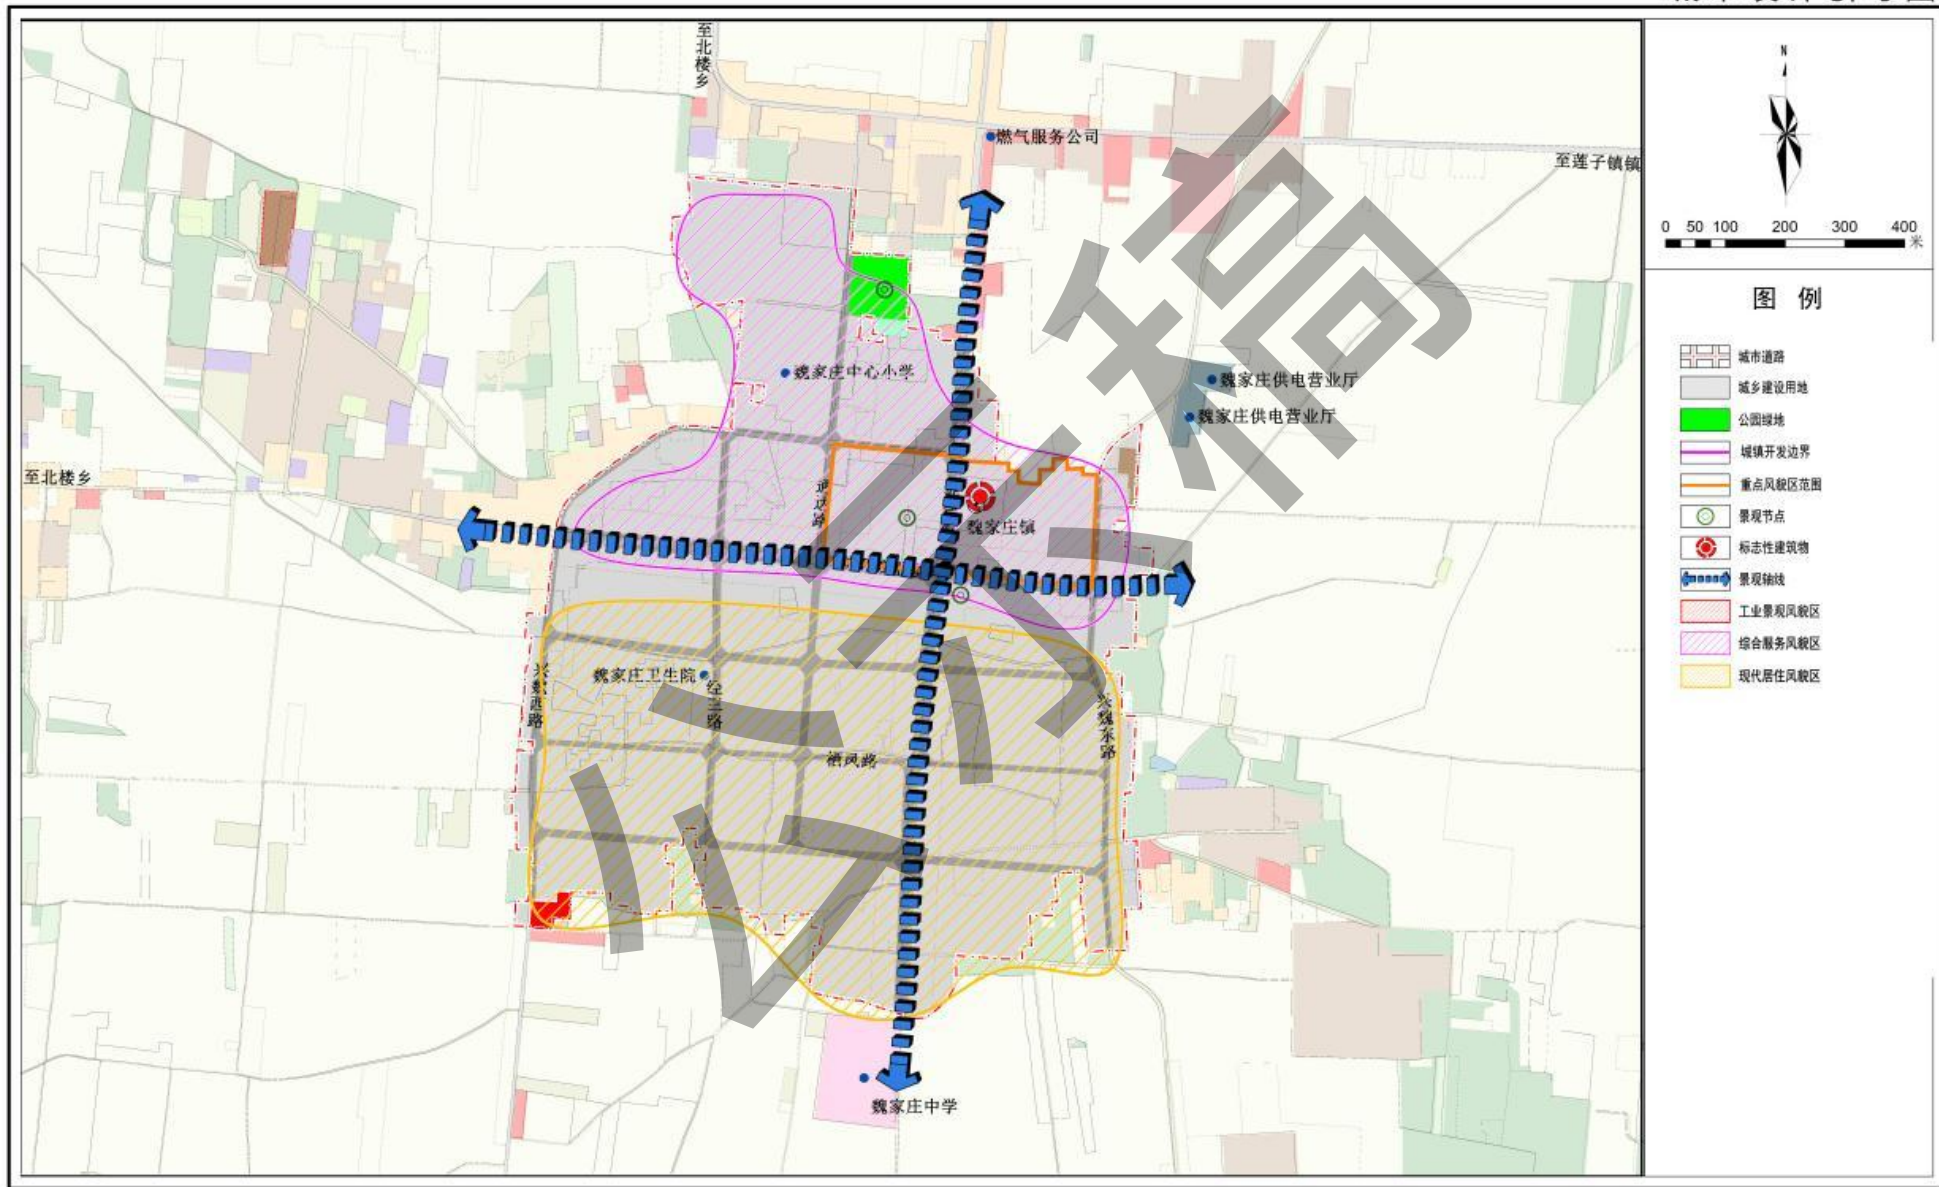 至北楼乡
燃气服务公司
至莲子镇镇
魏家庄中心小学
魏家庄供电营业厅
魏家庄供电营业厅
至北楼乡
通达路
魏家庄镇
魏家庄卫生院
兴魏西路
经三路
兴魏东路
栖凤路
魏家庄中学
公示稿
N
0 50 100 200 300 400
米
图 例
城市道路
城乡建设用地
公园绿地
城镇开发边界
重点风貌区范围
景观节点
标志性建筑物
景观轴线
工业景观风貌区
综合服务风貌区
现代居住风貌区